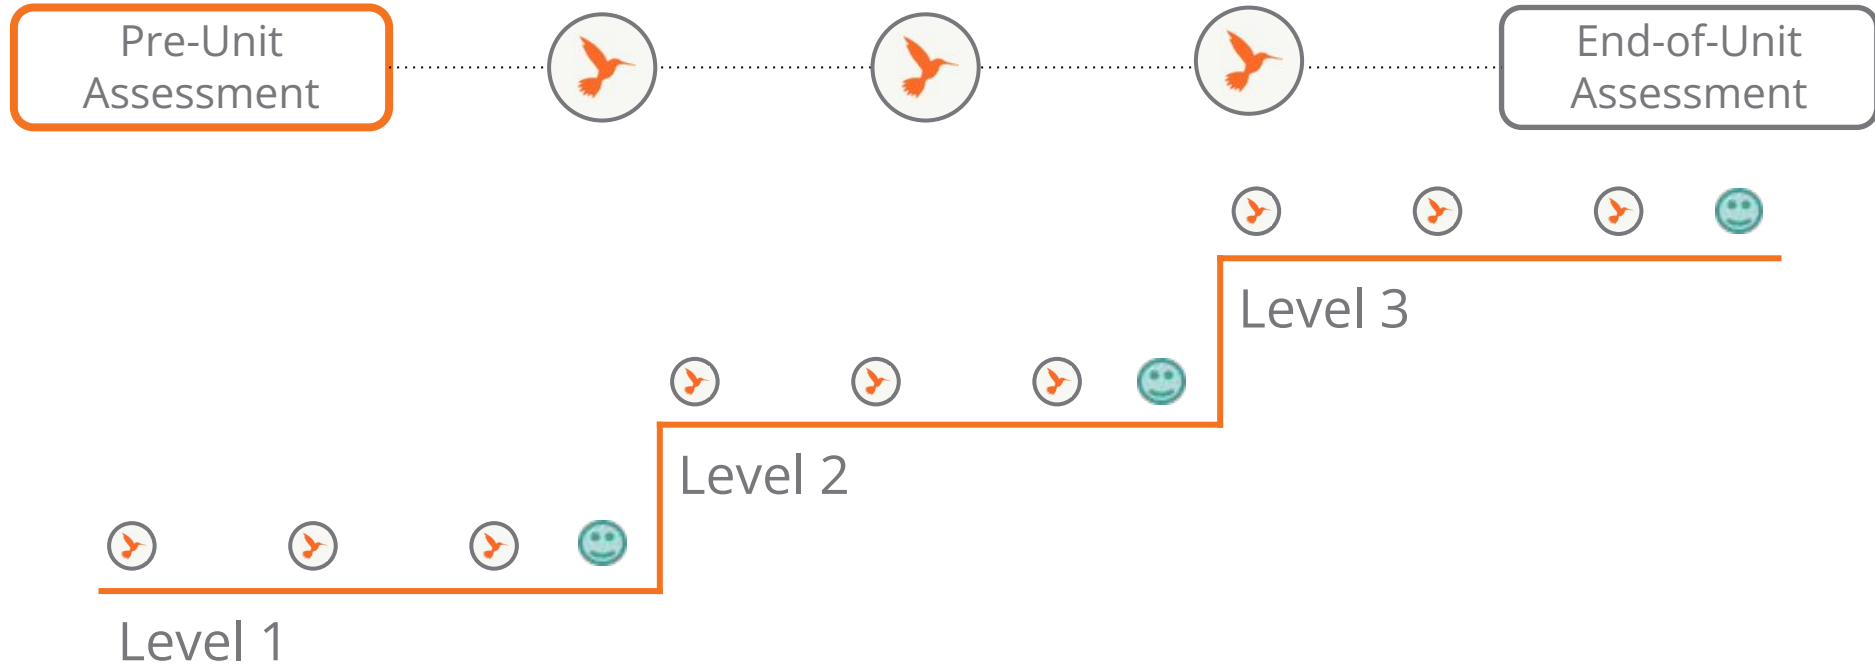 Pre-Unit
Assessment
End-of-Unit
Assessment
Level 3
Level 2
Level 1